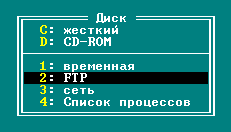 Диск
C: жесткий
D: CD-ROM
1: временная
2: FTP
3: сеть
4: Список процессов